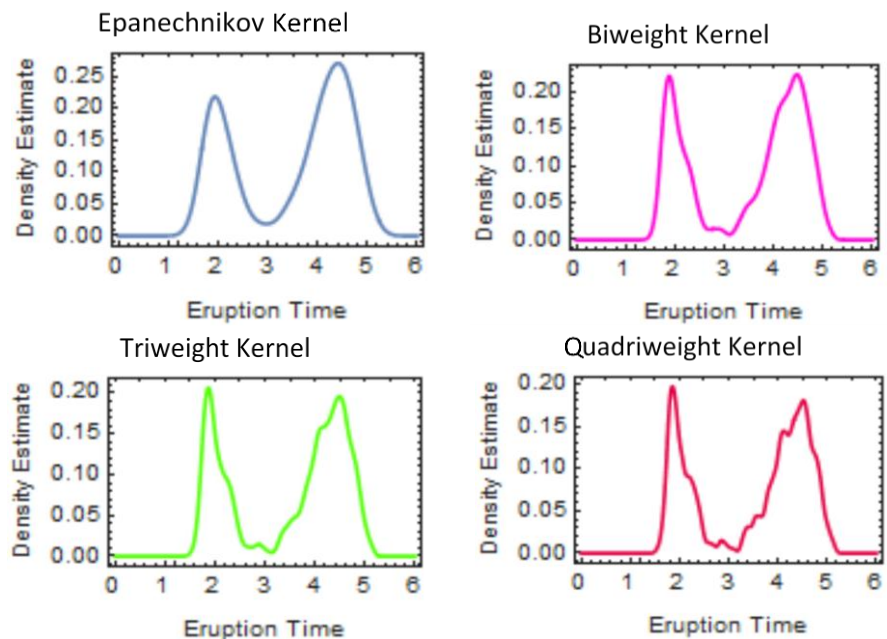 Epanechnikov Kernel
Density Estimate
0.25
0.20
0.15
0.10
0.05
0.00
0 1 2 3 4 5 6
Eruption Time
Biweight Kernel
Density Estimate
0.20
0.15
0.10
0.05
0.00
0 1 2 3 4 5 6
Eruption Time
Triweight Kernel
Density Estimate
0.20
0.15
0.10
0.05
0.00
0 1 2 3 4 5 6
Eruption Time
Quadriweight Kernel
Density Estimate
0.20
0.15
0.10
0.05
0.00
0 1 2 3 4 5 6
Eruption Time